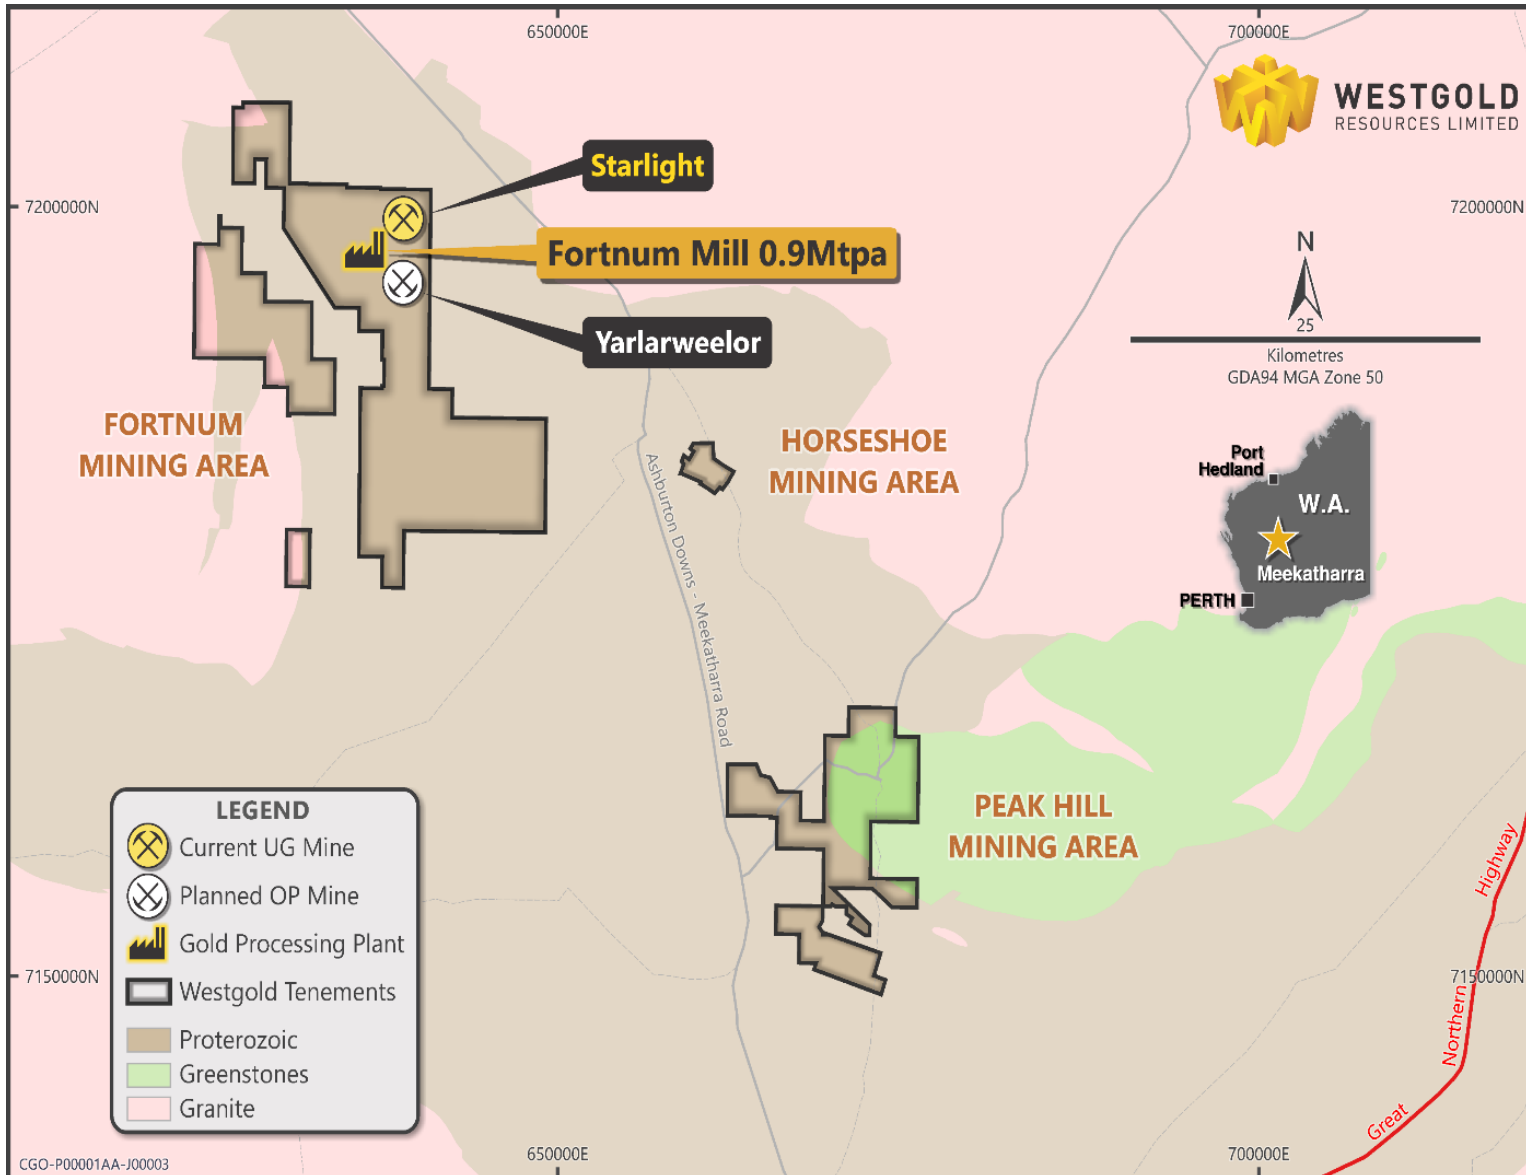 650000E
700000E
WESTGOLD
RESOURCES LIMITED
7200000N
7200000N
Starlight
Fortnum Mill 0.9Mtpa
Yarlarweelor
N
25
Kilometres
GDA94 MGA Zone 50
FORTNUM
MINING AREA
HORSESHOE
MINING AREA
Port
Hedland
W.A.
Meekatharra
PERTH
Ashburton Downs - Meekatharra Road
PEAK HILL
MINING AREA
LEGEND
Current UG Mine
Planned OP Mine
Gold Processing Plant
Westgold Tenements
Proterozoic
Greenstones
Granite
7150000N
7150000N
Great Northern Highway
650000E
700000E
CGO-P00001AA-J00003